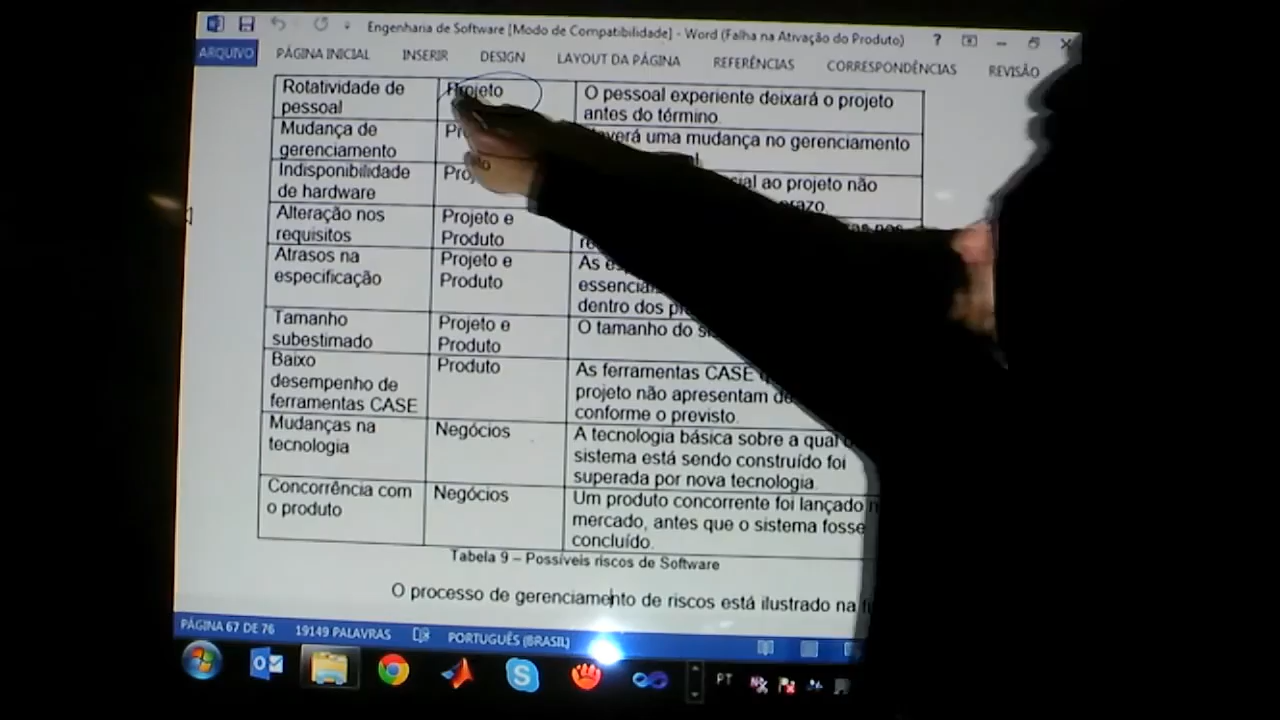 Engenharia de Software [Modo de Compatibilidade] - Word (Falha na Ativação do Produto)
ARQUIVO PÁGINA INICIAL INSERIR DESIGN LAYOUT DA PÁGINA REFERÊNCIAS CORRESPONDÊNCIAS REVISÃO
Rotatividade de
pessoal
Projeto
O pessoal experiente deixará o projeto
antes do término.
Mudança de
gerenciamento
uma mudança no gerenciamento
Indisponibilidade
de hardware
ao projeto não
Alteração nos
requisitos
Projeto e
Produto
Atrasos na
especificação
Projeto e
Produto
As
dentro dos
Tamanho
subestimado
Projeto e
Produto
O tamanho do
Baixo
desempenho de
ferramentas CASE
Produto
As ferramentas CASE
projeto não apresentam
conforme o previsto.
Mudanças na
tecnologia
Negócios
A tecnologia básica sobre a qual
sistema está sendo construído foi
superada por nova tecnologia.
Concorrência com
o produto
Negócios
Um produto concorrente foi lançado
mercado, antes que o sistema fosse
concluído.
Tabela 9 – Possíveis riscos de Software
O processo de gerenciamento de riscos está ilustrado na
PÁGINA 67 DE 76 19149 PALAVRAS PORTUGUÊS (BRASIL)
PT